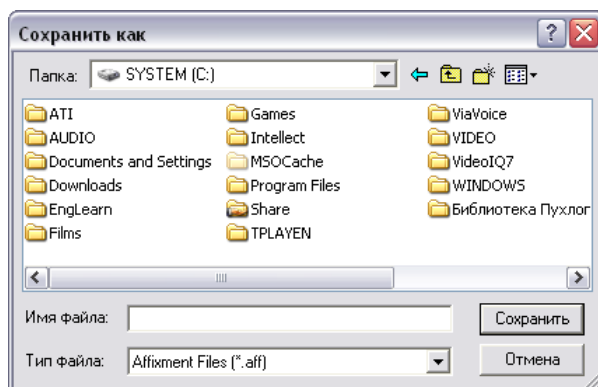 Сохранить как
Папка: SYSTEM (C:)
ATI Games ViaVoice
AUDIO Intellect VIDEO
Documents and Settings MSOCache VideoIQ7
Downloads Program Files WINDOWS
EngLearn Share Библиотека Пухлог
Films TPLAYEN
Имя файла: Сохранить
Тип файла: Affixment Files (*.aff) Отмена